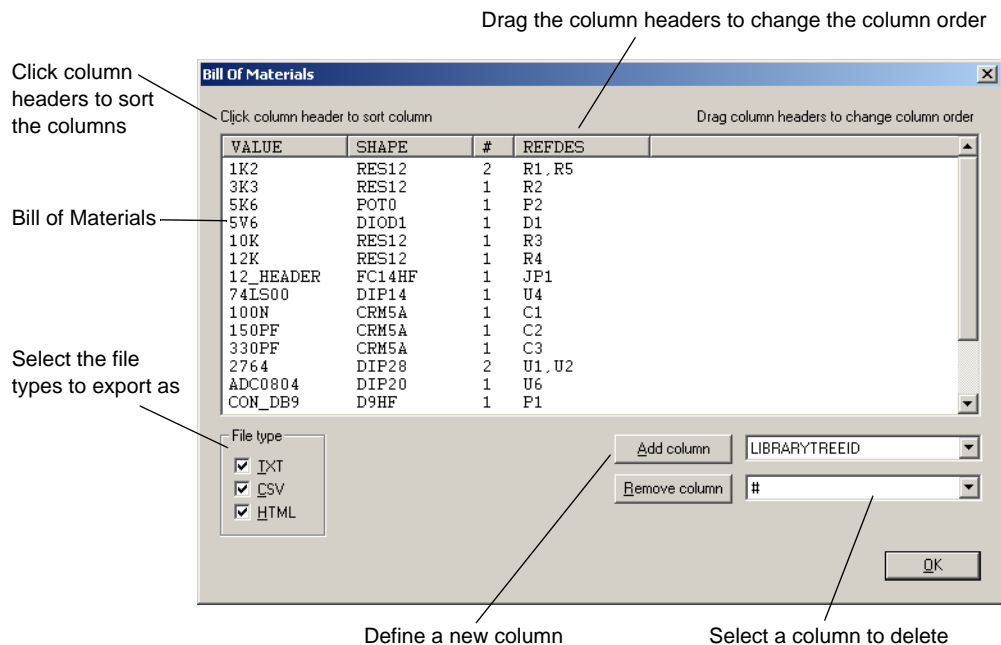 Drag the column headers to change the column order
Click column
headers to sort
the columns
Bill Of Materials
Click column header to sort column
Drag column headers to change column order
VALUE SHAPE # REFDES
1K2 RES12 2 R1,R5
3K3 RES12 1 R2
5K6 POT0 1 P2
5V6 DIOD1 1 D1
10K RES12 1 R3
12K RES12 1 R4
12_HEADER FC14HF 1 JP1
74LS00 DIP14 1 U4
100N CRM5A 1 C1
150PF CRM5A 1 C2
330PF CRM5A 1 C3
2764 DIP28 2 U1,U2
ADC0804 DIP20 1 U6
CON_DB9 D9HF 1 P1
Bill of Materials
Select the file
types to export as
File type
TXT
CSV
HTML
Add column LIBRARYTREEID
Remove column #
OK
Define a new column
Select a column to delete